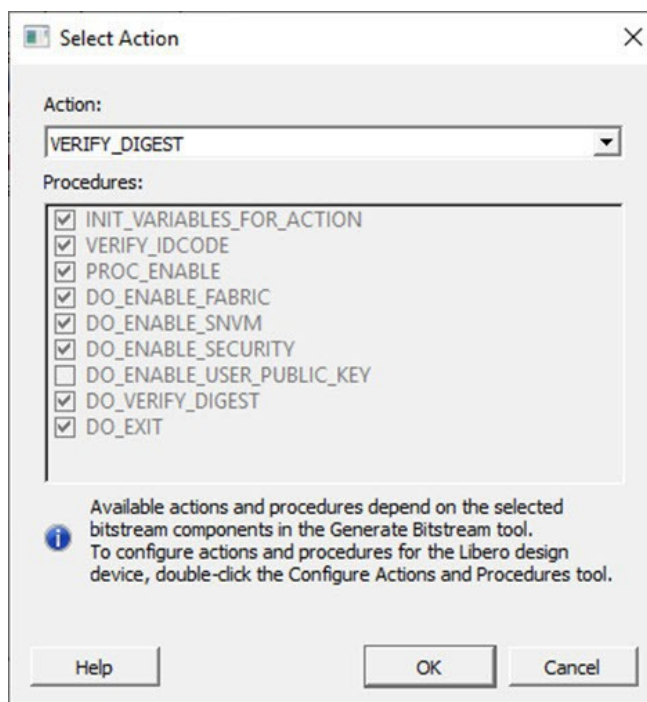 Select Action
Action:
VERIFY_DIGEST
Procedures:
INIT_VARIABLES_FOR_ACTION
VERIFY_IDCODE
PROC_ENABLE
DO_ENABLE_FABRIC
DO_ENABLE_SNVM
DO_ENABLE_SECURITY
DO_ENABLE_USER_PUBLIC_KEY
DO_VERIFY_DIGEST
DO_EXIT
Available actions and procedures depend on the selected
bitstream components in the Generate Bitstream tool.
To configure actions and procedures for the Libero design
device, double-click the Configure Actions and Procedures tool.
Help OK Cancel